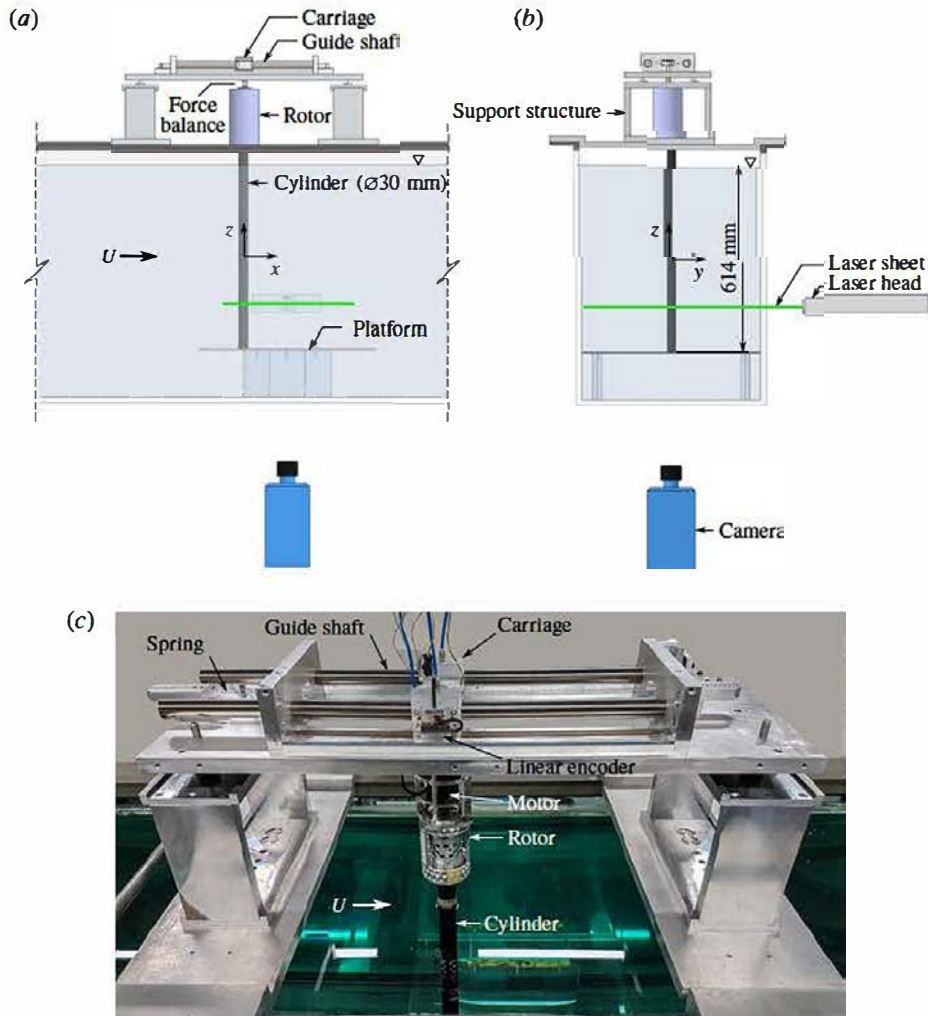 (a)
Carriage
Guide shaft
Force
balance
Rotor
Cylinder (∅30 mm)
z
x
U
Platform
(b)
Support structure
z
y
614 mm
Laser sheet
Laser head
Camera
(c)
Guide shaft
Carriage
Spring
Linear encoder
Motor
Rotor
U
Cylinder